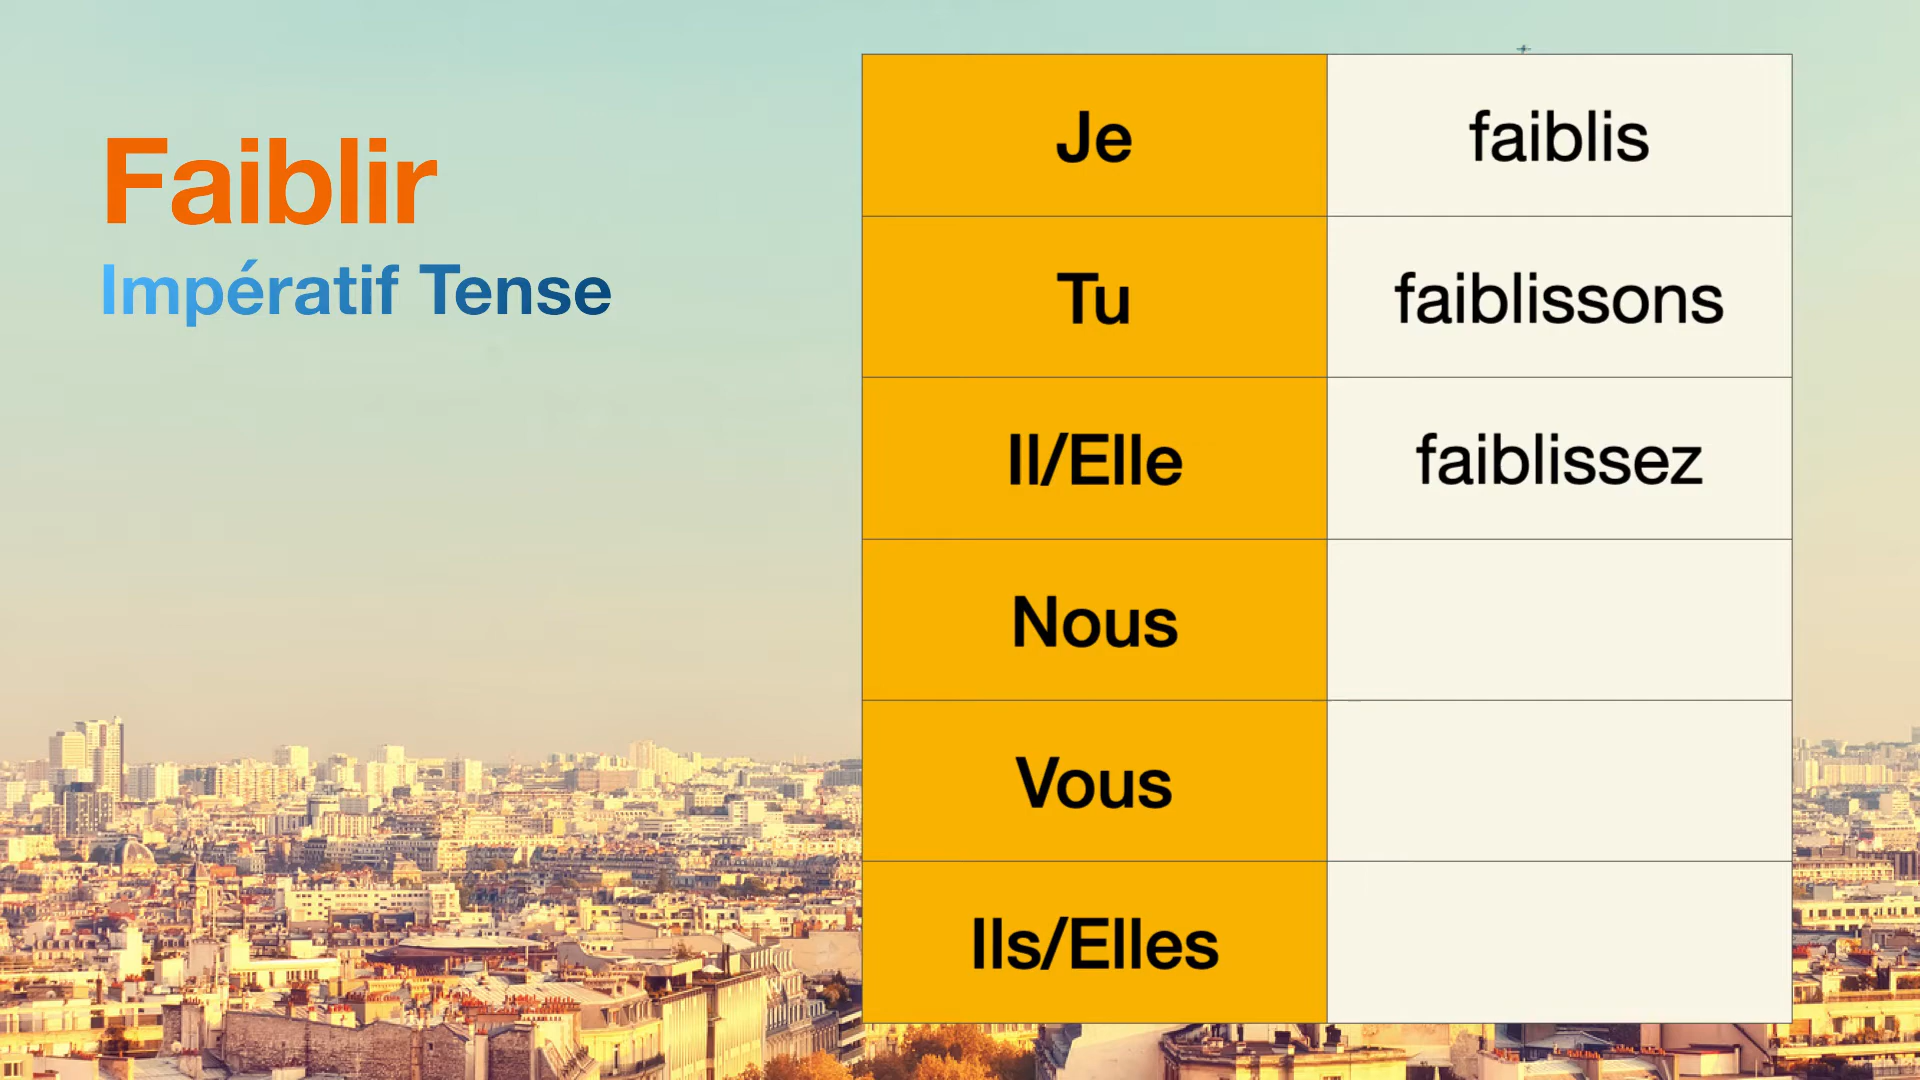 Faiblir
Impératif Tense
Je faiblis
Tu faiblissons
Il/Elle faiblissez
Nous
Vous
Ils/Elles